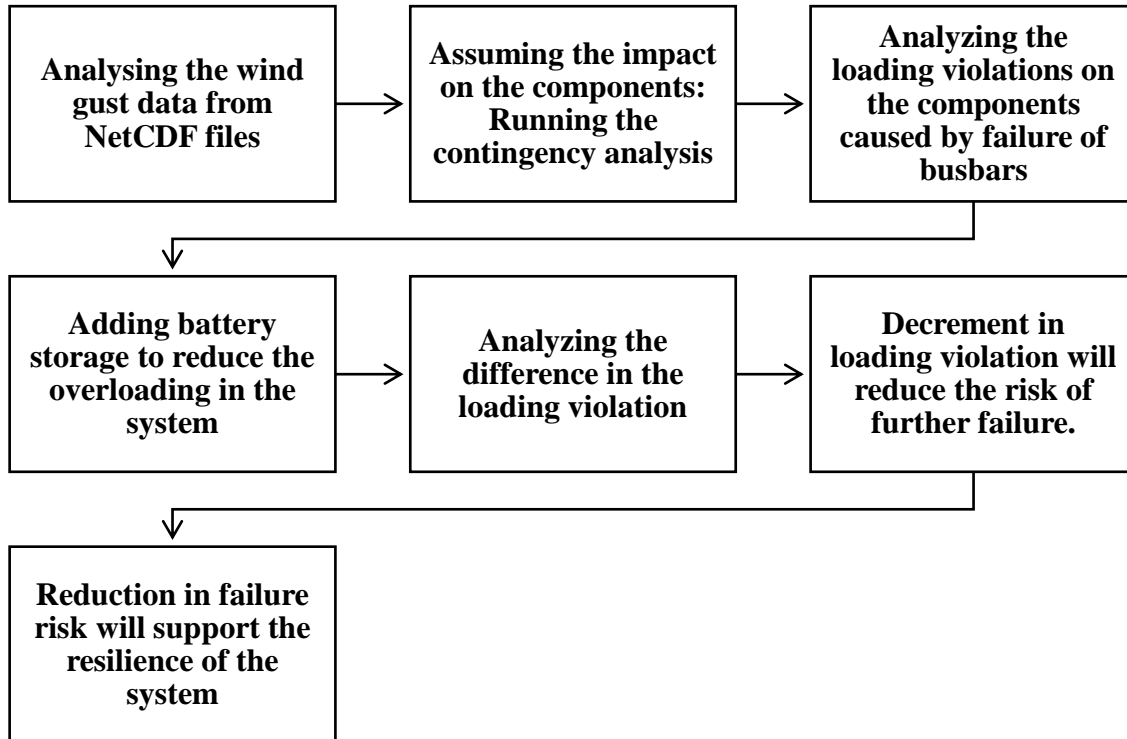 Analysing the wind
gust data from
NetCDF files
Assuming the impact
on the components:
Running the
contingency analysis
Analyzing the
loading violations on
the components
caused by failure of
busbars
Adding battery
storage to reduce the
overloading in the
system
Analyzing the
difference in the
loading violation
Decrement in
loading violation will
reduce the risk of
further failure.
Reduction in failure
risk will support the
resilience of the
system